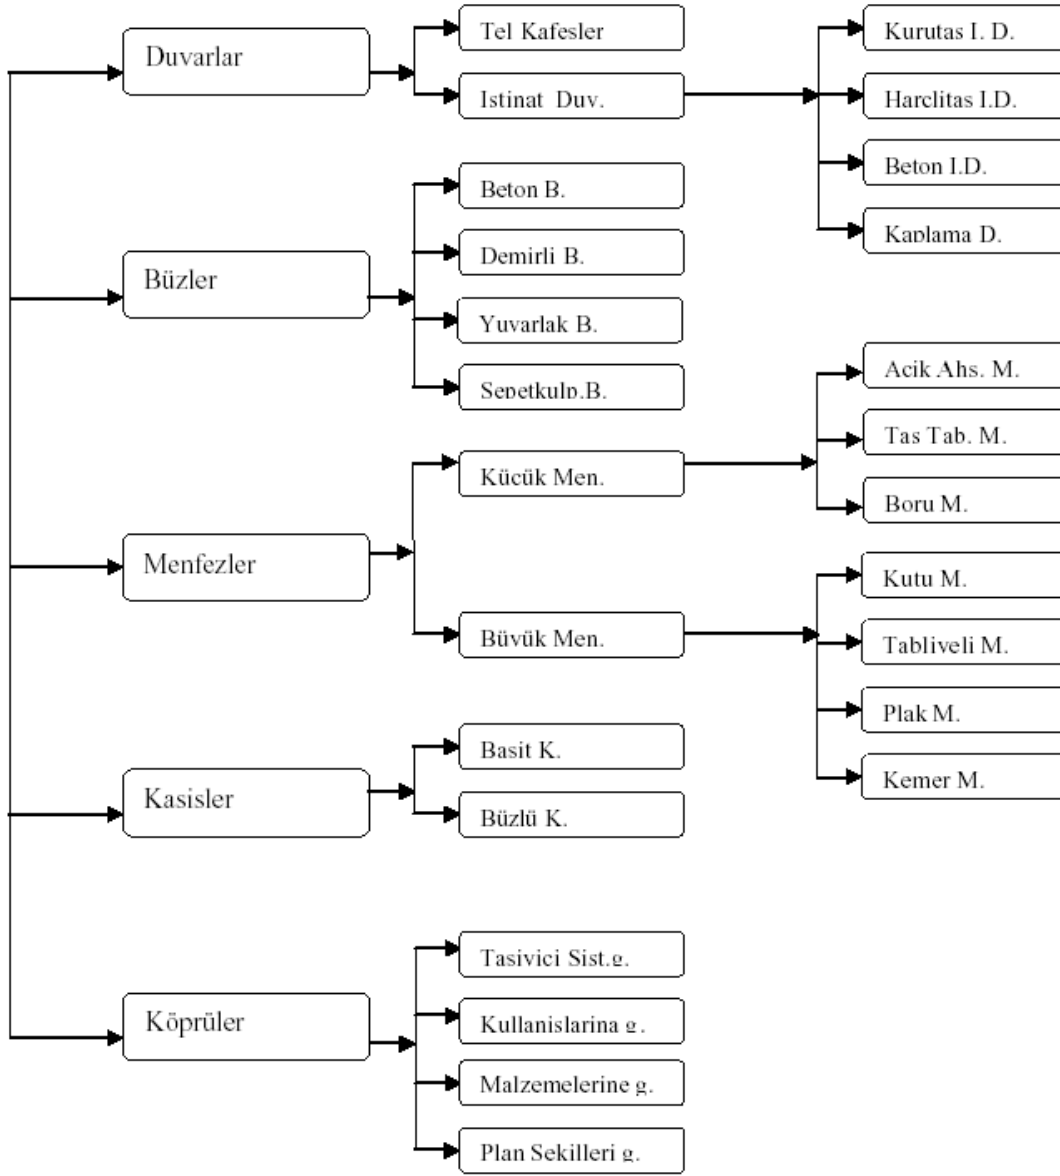 Duvarlar
Tel Kafesler
Istinat Duv.
Kurutas I. D.
Harclitas I.D.
Beton I.D.
Kaplama D.
Büzler
Beton B.
Demirli B.
Yuvarlak B.
Sepetkulp.B.
Menfezler
Kücük Men.
Acik Ahs. M.
Tas Tab. M.
Boru M.
Büyük Men.
Kutu M.
Tabliyeli M.
Plak M.
Kemer M.
Kasisler
Basit K.
Büzlü K.
Köprüler
Tasiyici Sist.g.
Kullanislarina g.
Malzemelerine g.
Plan Sekilleri g.